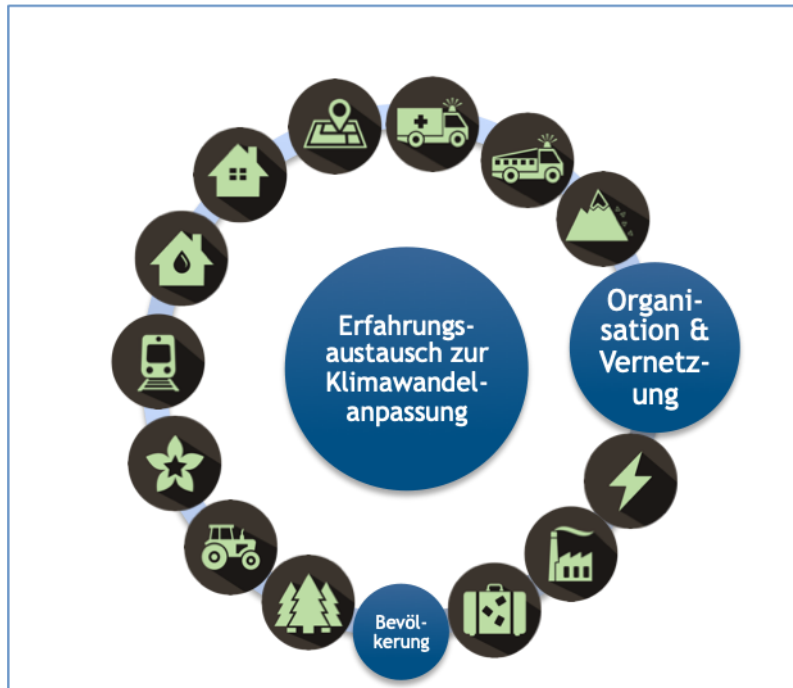 Erfahrungs-
austausch zur
Klimawandel-
anpassung
Organi-
sation &
Vernetz-
ung
Bevöl-
kerung